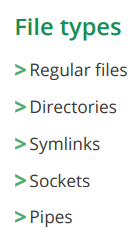 File types
> Regular files
> Directories
> Symlinks
> Sockets
> Pipes